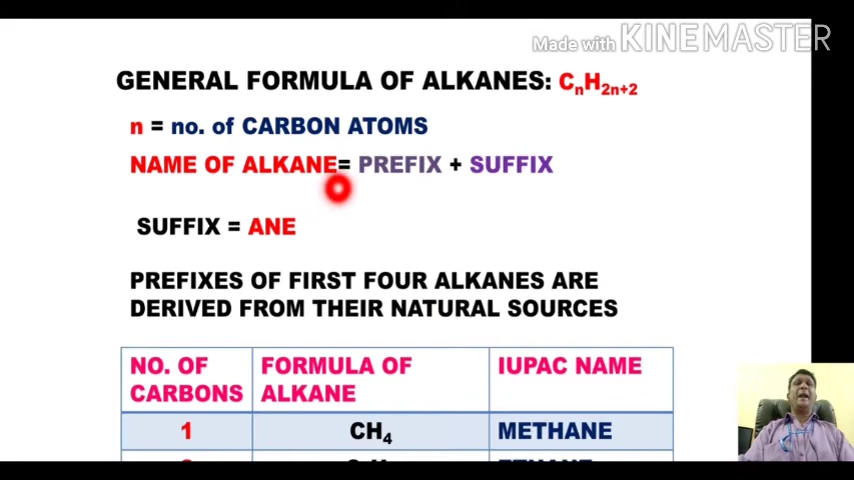 Made with KINEMASTER
GENERAL FORMULA OF ALKANES: CnH2n+2
n = no. of CARBON ATOMS
NAME OF ALKANE= PREFIX + SUFFIX
SUFFIX = ANE
PREFIXES OF FIRST FOUR ALKANES ARE
DERIVED FROM THEIR NATURAL SOURCES
NO. OF CARBONS FORMULA OF ALKANE IUPAC NAME
1 CH4 METHANE